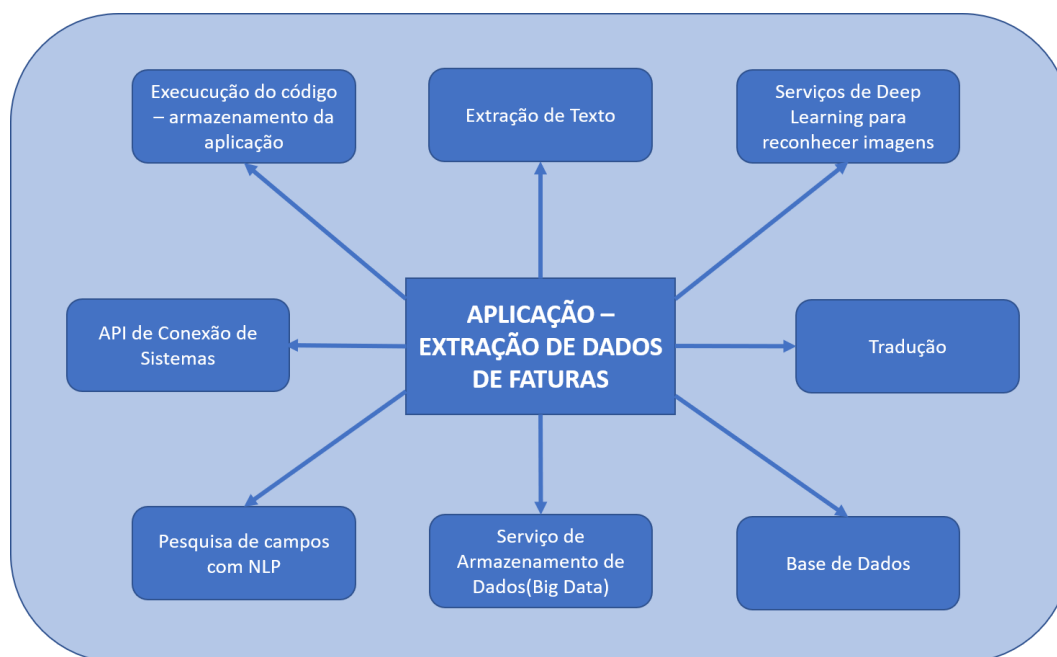 Execucução do código
– armazenamento da
aplicação
Extração de Texto
Serviços de Deep
Learning para
reconhecer imagens
API de Conexão de
Sistemas
APLICAÇÃO –
EXTRAÇÃO DE DADOS
DE FATURAS
Tradução
Pesquisa de campos
com NLP
Serviço de
Armazenamento de
Dados(Big Data)
Base de Dados